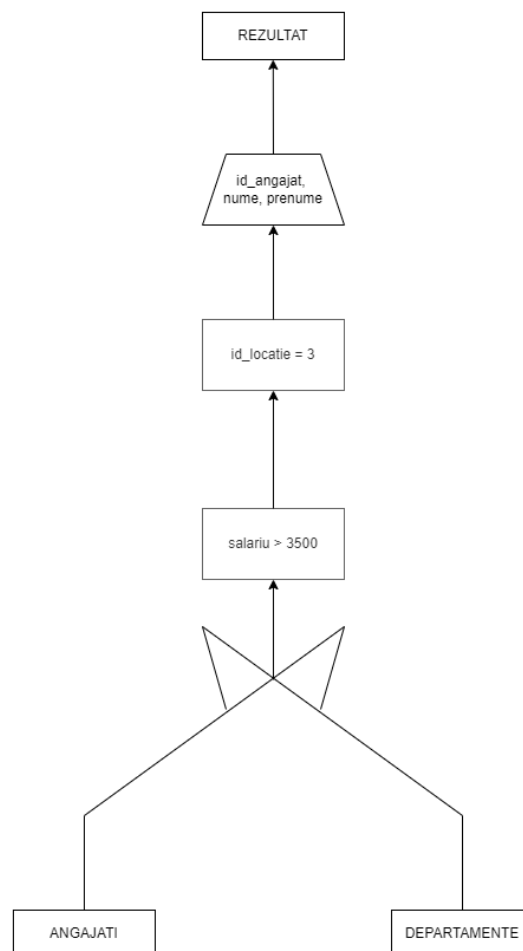 REZULTAT
id_angajat,
nume, prenume
id_locatie = 3
salariu > 3500
ANGAJATI
DEPARTAMENTE